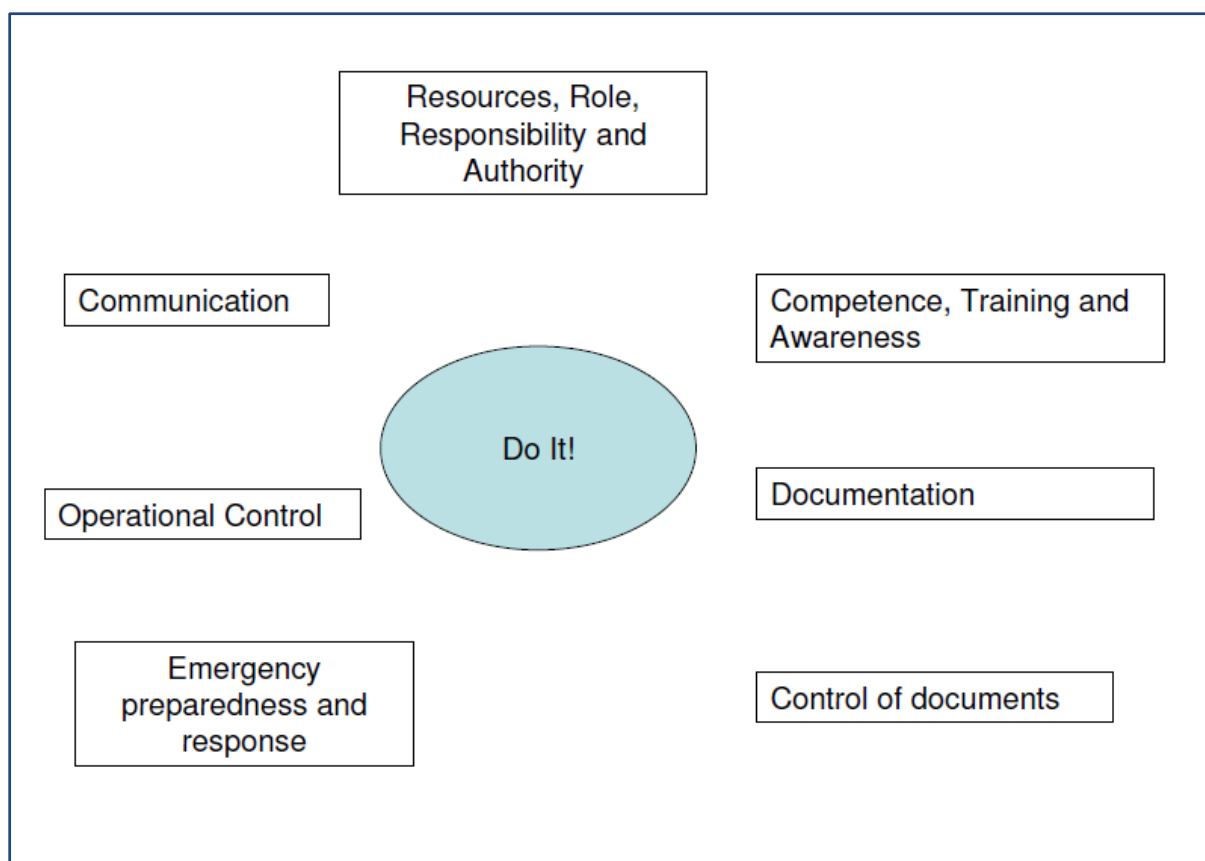 Resources, Role,
Responsibility and
Authority
Communication
Competence, Training and
Awareness
Do It!
Documentation
Operational Control
Emergency
preparedness and
response
Control of documents